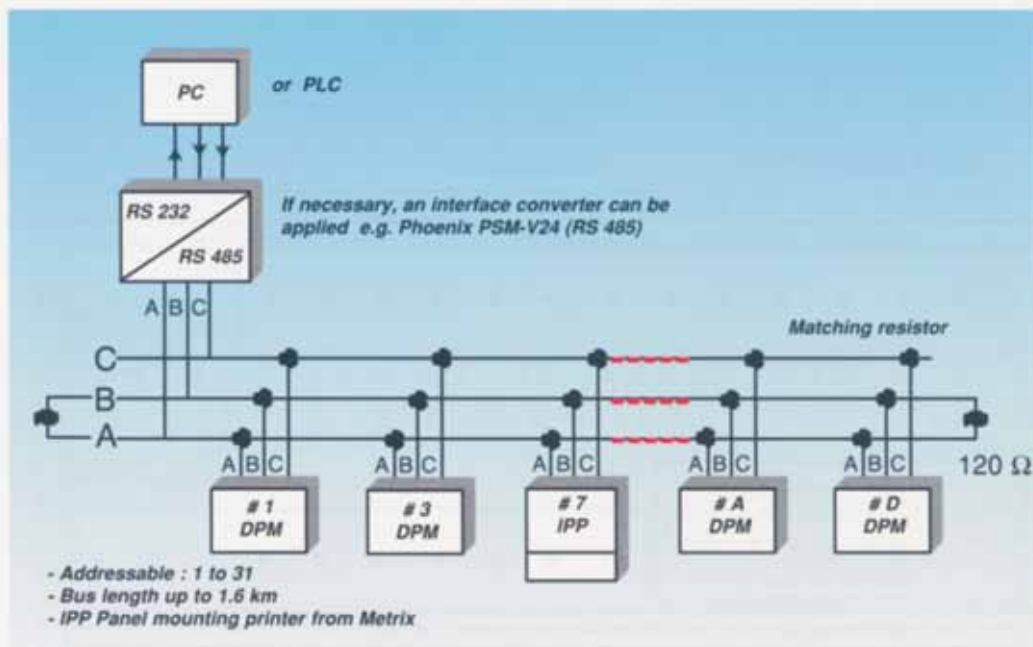 PC
or PLC
RS 232
RS 485
If necessary, an interface converter can be
applied e.g. Phoenix PSM-V24 (RS 485)
A B C
Matching resistor
C
B
A
A B C
A B C
A B C
A B C
A B C
120 Ω
# 1
DPM
# 3
DPM
# 7
IPP
# A
DPM
# D
DPM
- Addressable : 1 to 31
- Bus length up to 1.6 km
- IPP Panel mounting printer from Metrix